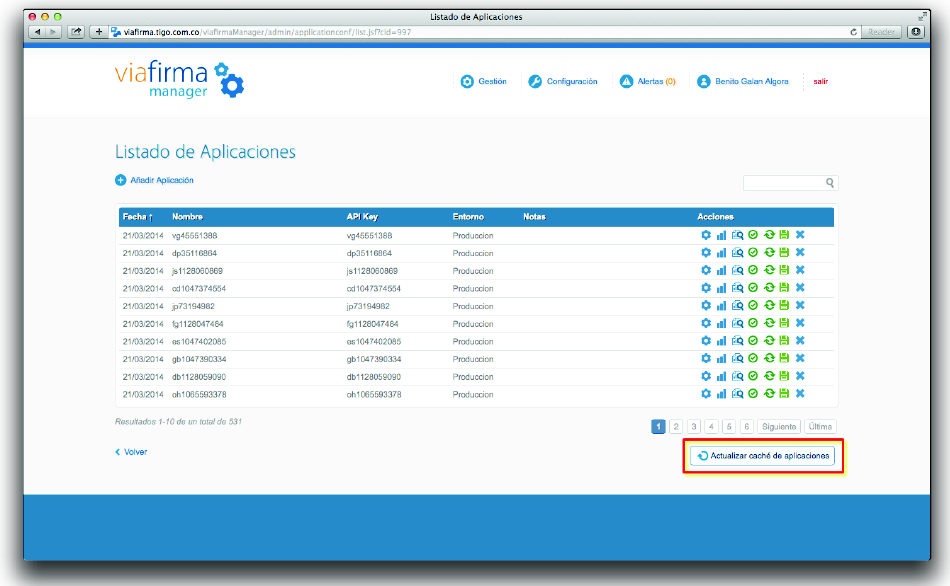 Listado de Aplicaciones
viafirma.tigo.com.co/viafirmaManager/admin/applicationconf/list.jsf?cid=997
Reader
viafirma
manager
Gestión Configuración Alertas (0) Benito Galan Algora salir
Listado de Aplicaciones
Añadir Aplicación
Fecha ↑ Nombre API Key Entorno Notas Acciones
21/03/2014 vg45551388 vg45551388 Produccion
21/03/2014 dp35116864 dp35116864 Produccion
21/03/2014 js1128060869 js1128060869 Produccion
21/03/2014 cd1047374554 cd1047374554 Produccion
21/03/2014 jp73194982 jp73194982 Produccion
21/03/2014 fg1128047464 fg1128047464 Produccion
21/03/2014 es1047402085 es1047402085 Produccion
21/03/2014 gb1047390334 gb1047390334 Produccion
21/03/2014 db1128059090 db1128059090 Produccion
21/03/2014 oh1065593378 oh1065593378 Produccion
Resultados 1-10 de un total de 531
1 2 3 4 5 6 Siguiente Última
Volver
Actualizar caché de aplicaciones